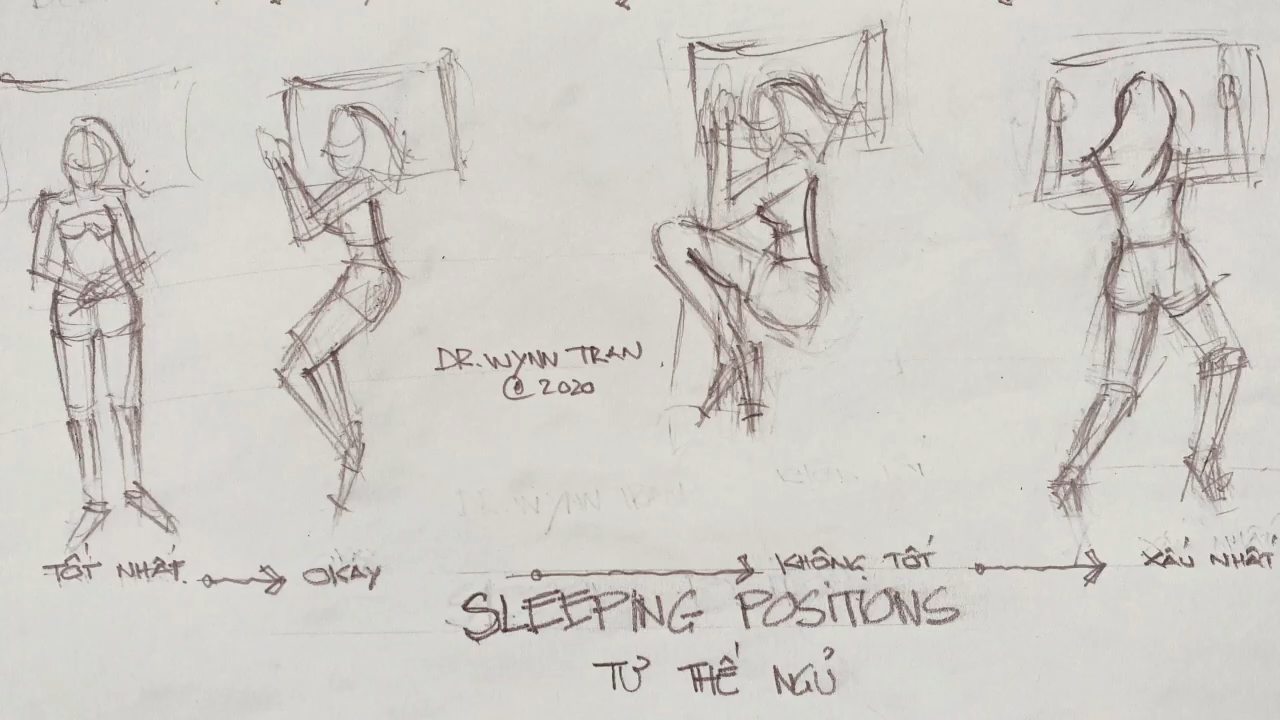 DR. WYNN TRAN
© 2020
TỐT NHẤT. OKAY KHÔNG TỐT XẤU NHẤT
SLEEPING POSITIONS
TƯ THẾ NGỦ